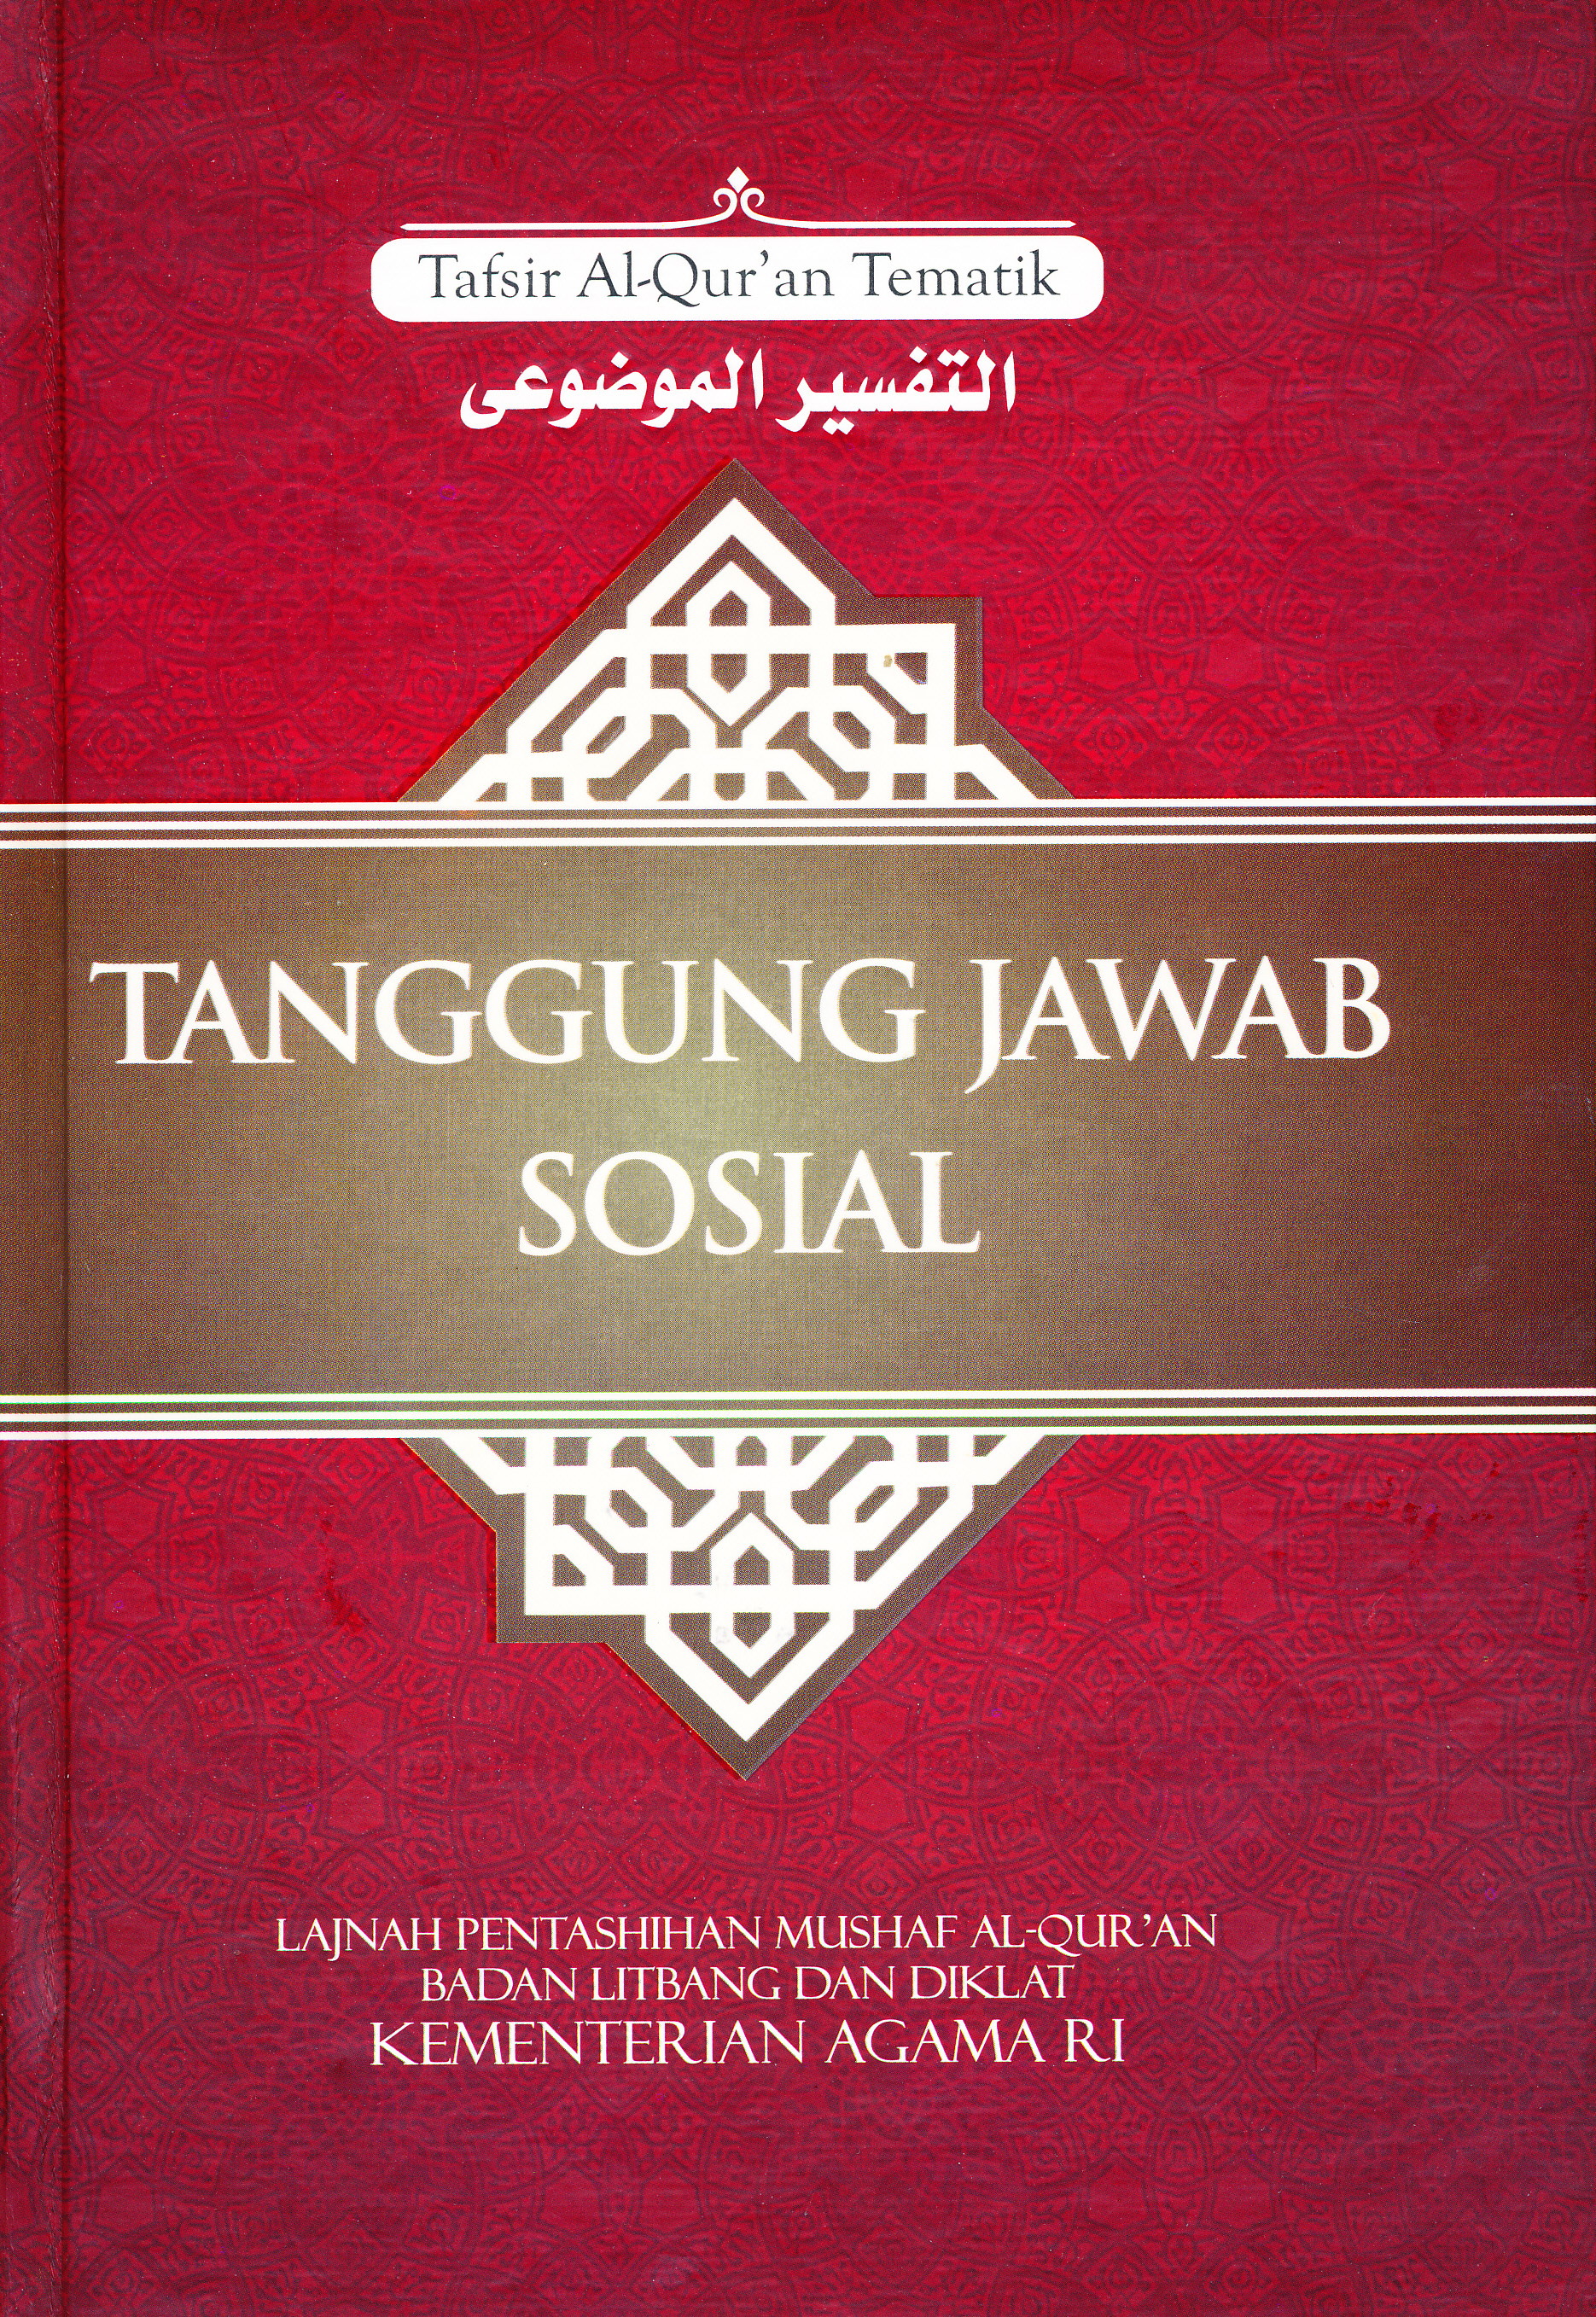 Tafsir Al-Qur'an Tematik
التفسير الموضوعى
TANGGUNG JAWAB
SOSIAL
LAJNAH PENTASHIHAN MUSHAF AL-QUR'AN
BADAN LITBANG DAN DIKLAT
KEMENTERIAN AGAMA RI